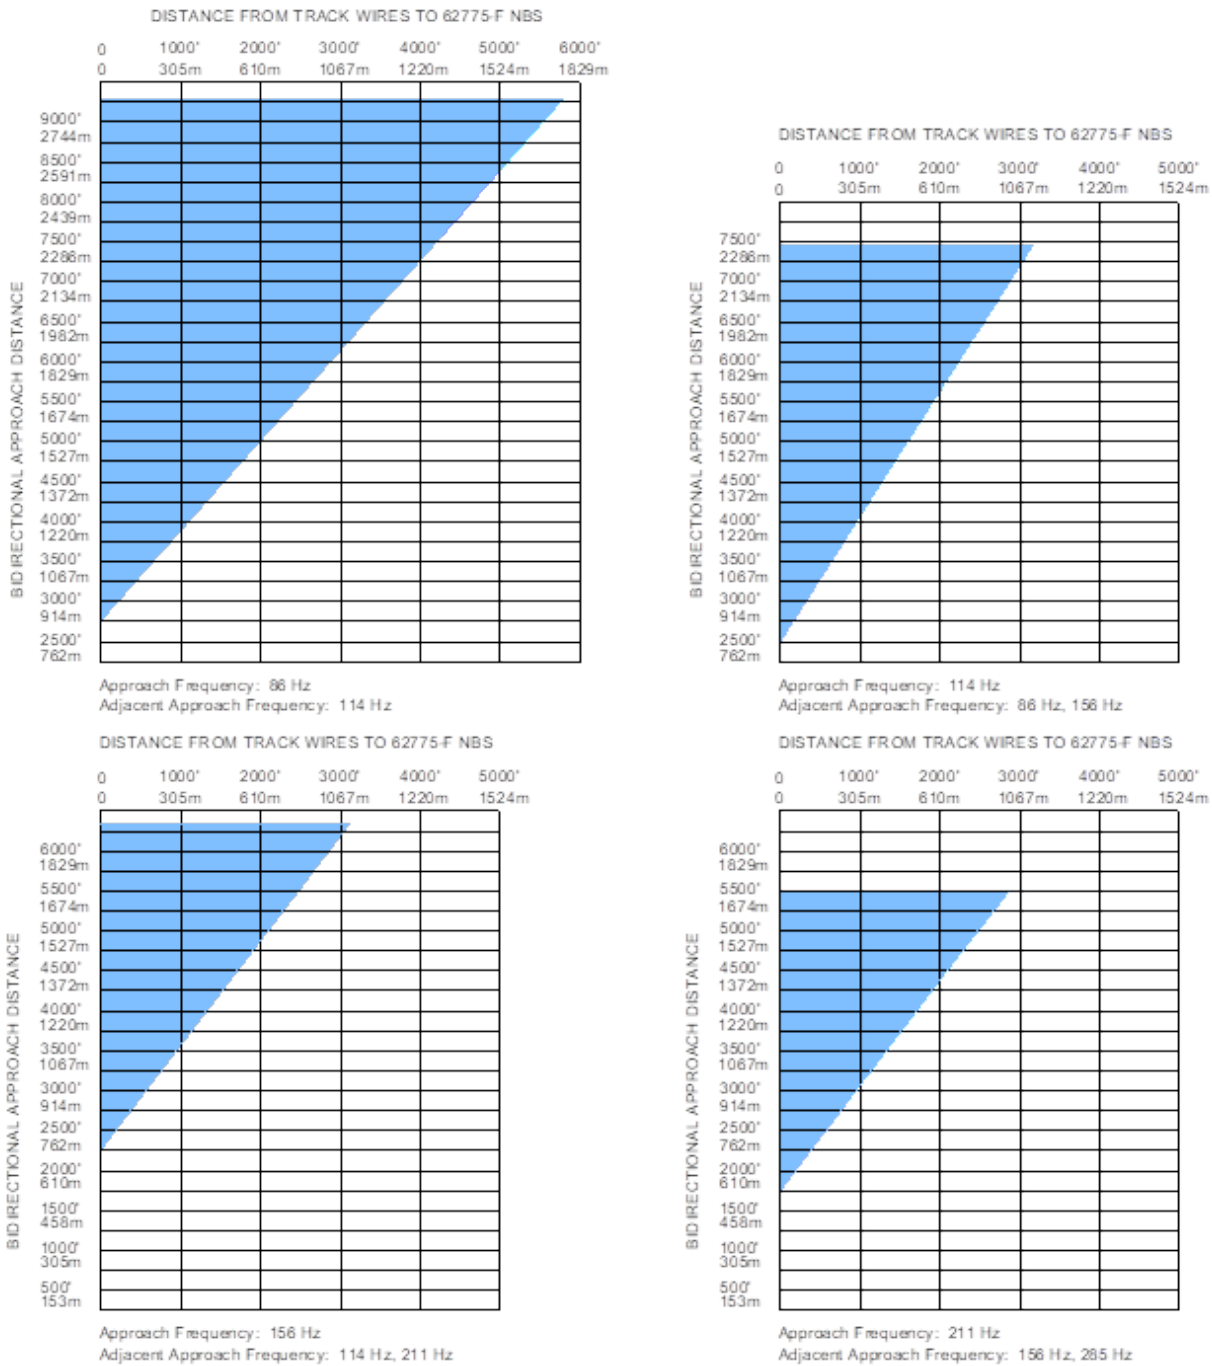 DISTANCE FROM TRACK WIRES TO 62775-F NBS
0 1000' 2000' 3000' 4000' 5000' 6000'
0 305m 610m 1067m 1220m 1524m 1829m
BIDIRECTIONAL APPROACH DISTANCE
9000'
2744m
8500'
2591m
8000'
2439m
7500'
2286m
7000'
2134m
6500'
1982m
6000'
1829m
5500'
1674m
5000'
1527m
4500'
1372m
4000'
1220m
3500'
1067m
3000'
914m
2500'
762m
Approach Frequency: 86 Hz
Adjacent Approach Frequency: 114 Hz
DISTANCE FROM TRACK WIRES TO 62775-F NBS
0 1000' 2000' 3000' 4000' 5000'
0 305m 610m 1067m 1220m 1524m
BIDIRECTIONAL APPROACH DISTANCE
7500'
2286m
7000'
2134m
6500'
1982m
6000'
1829m
5500'
1674m
5000'
1527m
4500'
1372m
4000'
1220m
3500'
1067m
3000'
914m
2500'
762m
Approach Frequency: 114 Hz
Adjacent Approach Frequency: 86 Hz, 156 Hz
DISTANCE FROM TRACK WIRES TO 62775-F NBS
0 1000' 2000' 3000' 4000' 5000'
0 305m 610m 1067m 1220m 1524m
BIDIRECTIONAL APPROACH DISTANCE
6000'
1829m
5500'
1674m
5000'
1527m
4500'
1372m
4000'
1220m
3500'
1067m
3000'
914m
2500'
762m
2000'
610m
1500'
458m
1000'
305m
500'
153m
Approach Frequency: 156 Hz
Adjacent Approach Frequency: 114 Hz, 211 Hz
DISTANCE FROM TRACK WIRES TO 62775-F NBS
0 1000' 2000' 3000' 4000' 5000'
0 305m 610m 1067m 1220m 1524m
BIDIRECTIONAL APPROACH DISTANCE
6000'
1829m
5500'
1674m
5000'
1527m
4500'
1372m
4000'
1220m
3500'
1067m
3000'
914m
2500'
762m
2000'
610m
1500'
458m
1000'
305m
500'
153m
Approach Frequency: 211 Hz
Adjacent Approach Frequency: 156 Hz, 285 Hz